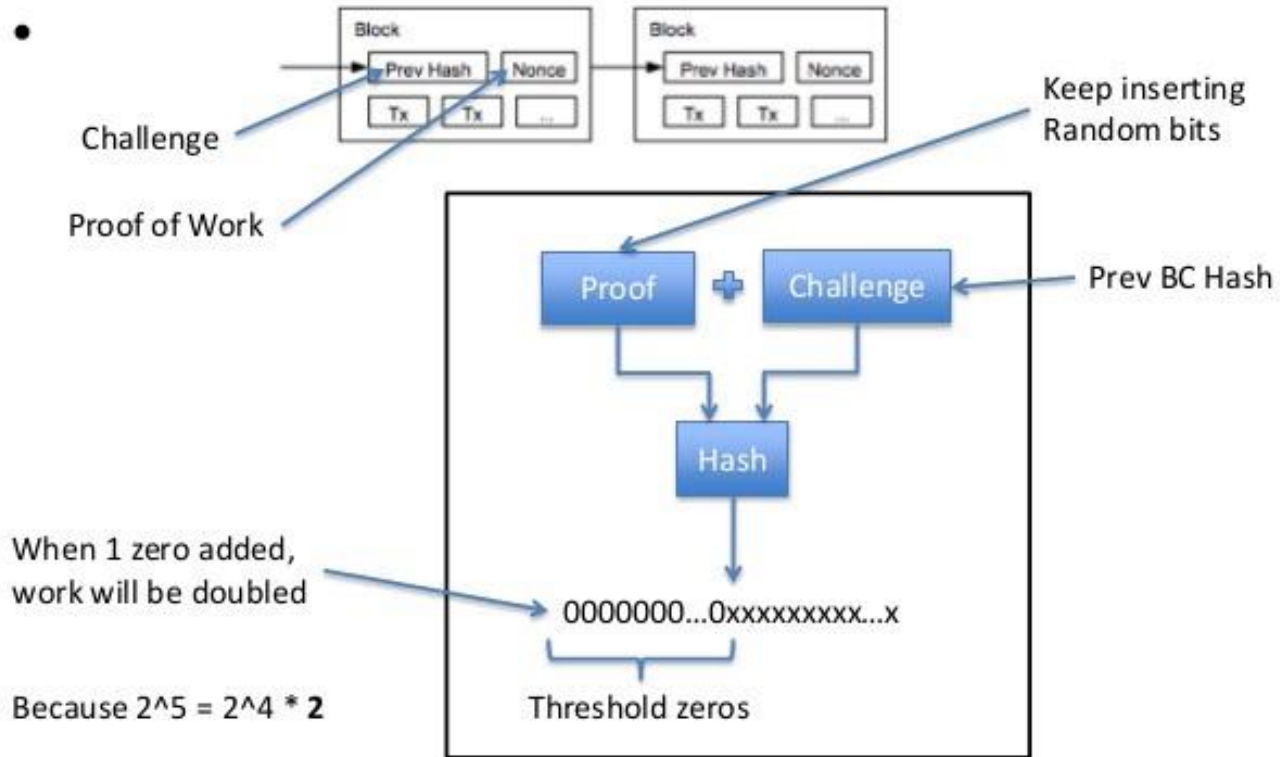 •
Block
Prev Hash
Nonce
Tx
Tx
...
Block
Prev Hash
Nonce
Tx
Tx
...
Challenge
Proof of Work
Keep inserting
Random bits
Proof
Challenge
Prev BC Hash
Hash
When 1 zero added,
work will be doubled
0000000...0xxxxxxxxx...x
Because 2^5 = 2^4 * 2
Threshold zeros